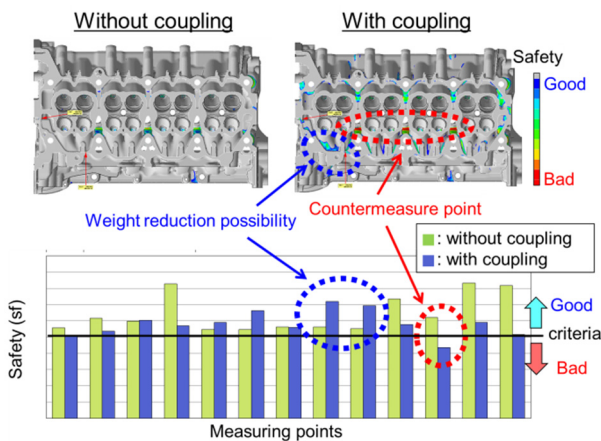 Without coupling
With coupling
Safety
Good
Bad
Weight reduction possibility
Countermeasure point
: without coupling
: with coupling
Good
criteria
Bad
Safety (sf)
Measuring points